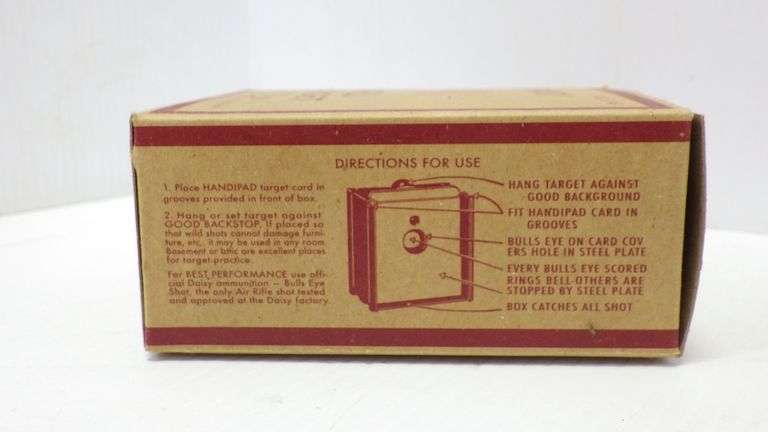 DIRECTIONS FOR USE
1. Place HANDIPAD target card in
grooves provided in front of box.
2. Hang or set target against
GOOD BACKSTOP. If placed so
that wild shots cannot damage furni-
ture, etc., it may be used in any room.
Basement or attic are excellent places
for target-practice.
For BEST PERFORMANCE use offi-
cial Daisy ammunition — Bulls Eye
Shot, the only Air Rifle shot tested
and approved at the Daisy factory.
HANG TARGET AGAINST
GOOD BACKGROUND
FIT HANDIPAD CARD IN
GROOVES
BULLS EYE ON CARD COV
ERS HOLE IN STEEL PLATE
EVERY BULLS EYE SCORED
RINGS BELL-OTHERS ARE
STOPPED BY STEEL PLATE
BOX CATCHES ALL SHOT